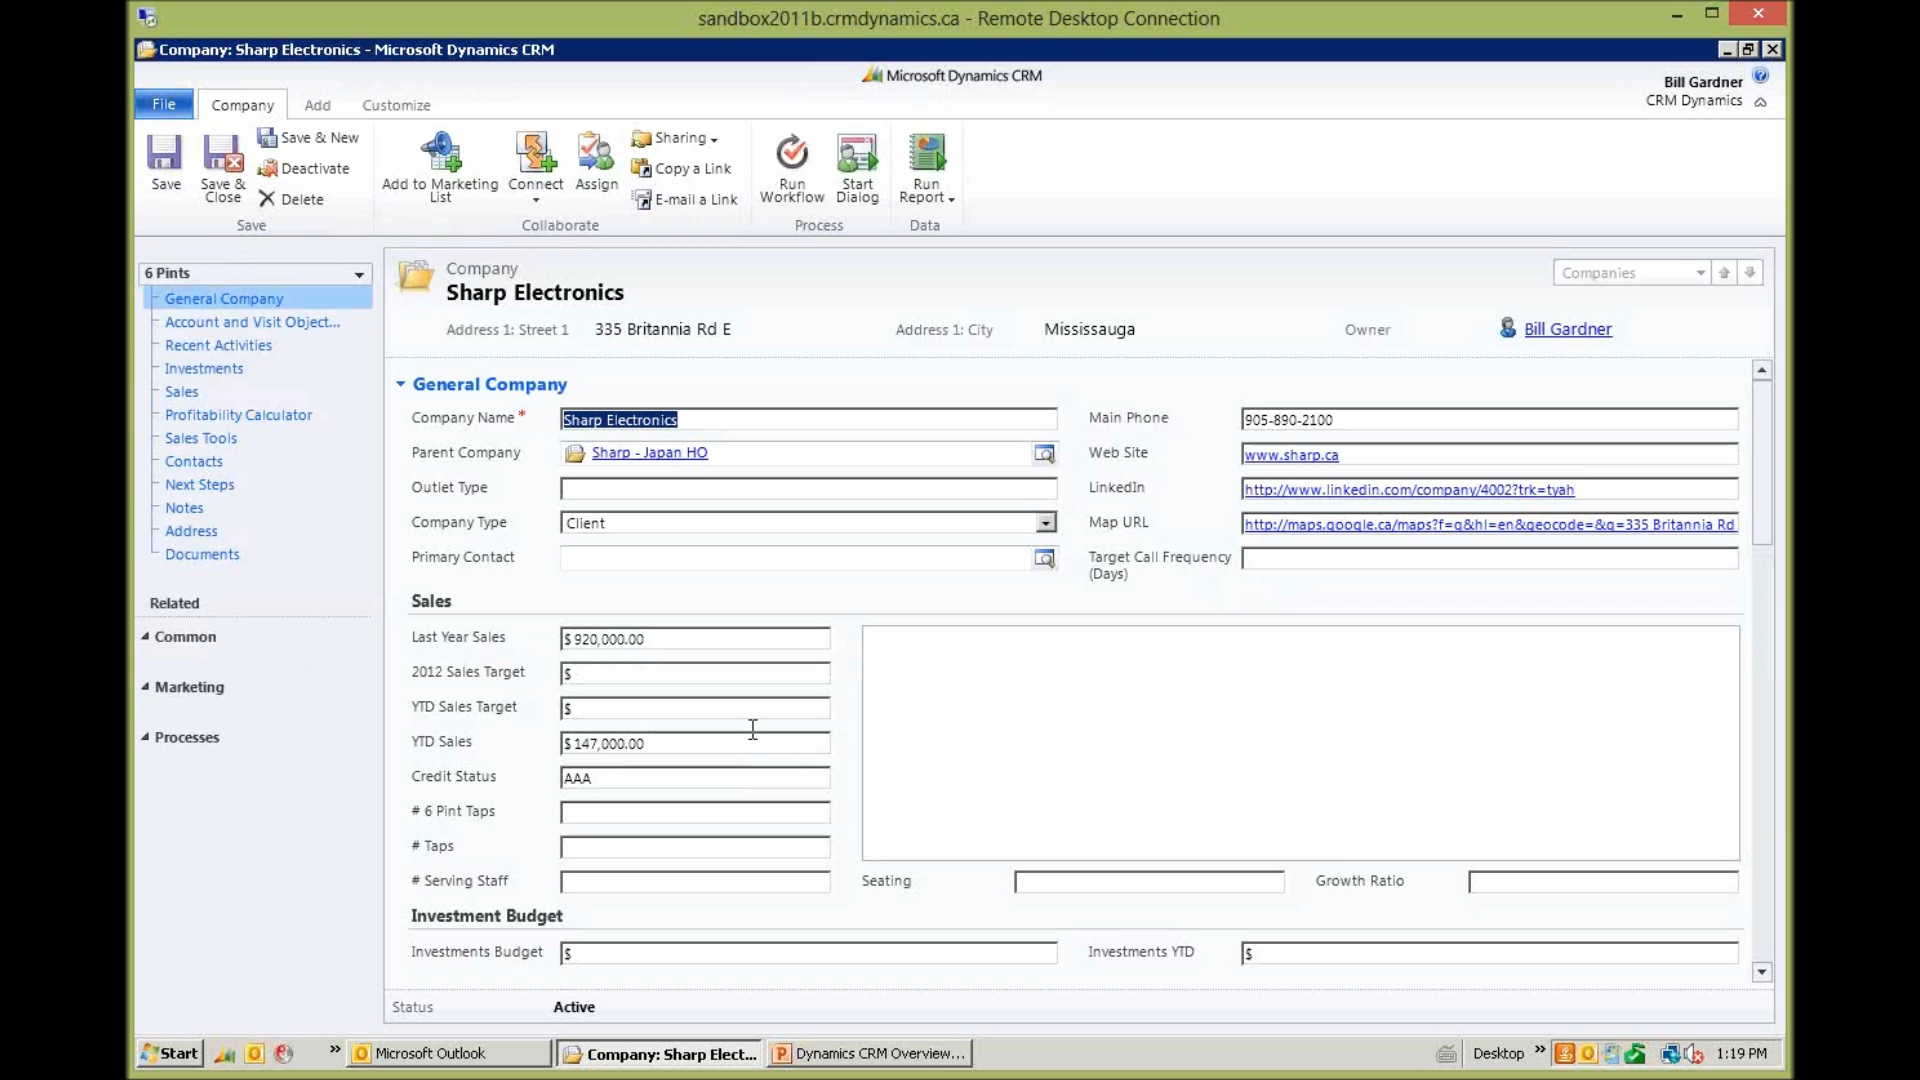 sandbox2011b.crmdynamics.ca - Remote Desktop Connection
Company: Sharp Electronics - Microsoft Dynamics CRM
Microsoft Dynamics CRM
Bill Gardner
CRM Dynamics
File Company Add Customize
Save
Save & Close
Save & New
Deactivate
Delete
Save
Add to Marketing List
Connect
Assign
Sharing
Copy a Link
E-mail a Link
Collaborate
Run Workflow
Start Dialog
Process
Run Report
Data
6 Pints
General Company
Account and Visit Object...
Recent Activities
Investments
Sales
Profitability Calculator
Sales Tools
Contacts
Next Steps
Notes
Address
Documents
Related
Common
Marketing
Processes
Company
Sharp Electronics
Companies
Address 1: Street 1 335 Britannia Rd E Address 1: City Mississauga Owner Bill Gardner
General Company
Company Name * Sharp Electronics Main Phone 905-890-2100
Parent Company Sharp - Japan HO Web Site www.sharp.ca
Outlet Type LinkedIn http://www.linkedin.com/company/4002?trk=tyah
Company Type Client Map URL http://maps.google.ca/maps?f=q&hl=en&geocode=&q=335 Britannia Rd
Primary Contact Target Call Frequency (Days)
Sales
Last Year Sales $ 920,000.00
2012 Sales Target $
YTD Sales Target $
YTD Sales $ 147,000.00
Credit Status AAA
# 6 Pint Taps
# Taps
# Serving Staff Seating Growth Ratio
Investment Budget
Investments Budget $ Investments YTD $
Status Active
Start » Microsoft Outlook Company: Sharp Elect... Dynamics CRM Overview... Desktop » 1:19 PM